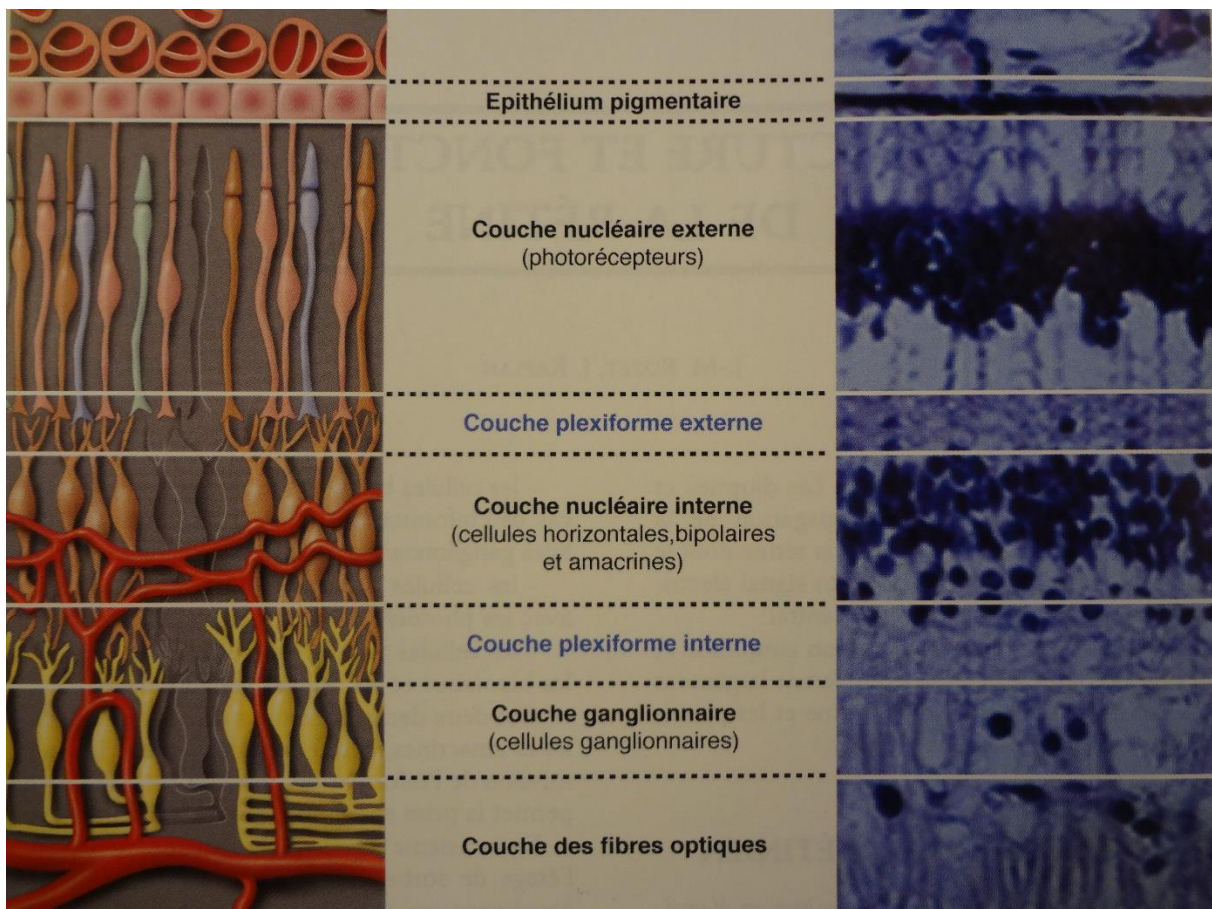 Epithélium pigmentaire
Couche nucléaire externe
(photorécepteurs)
Couche plexiforme externe
Couche nucléaire interne
(cellules horizontales,bipolaires
et amacrines)
Couche plexiforme interne
Couche ganglionnaire
(cellules ganglionnaires)
Couche des fibres optiques